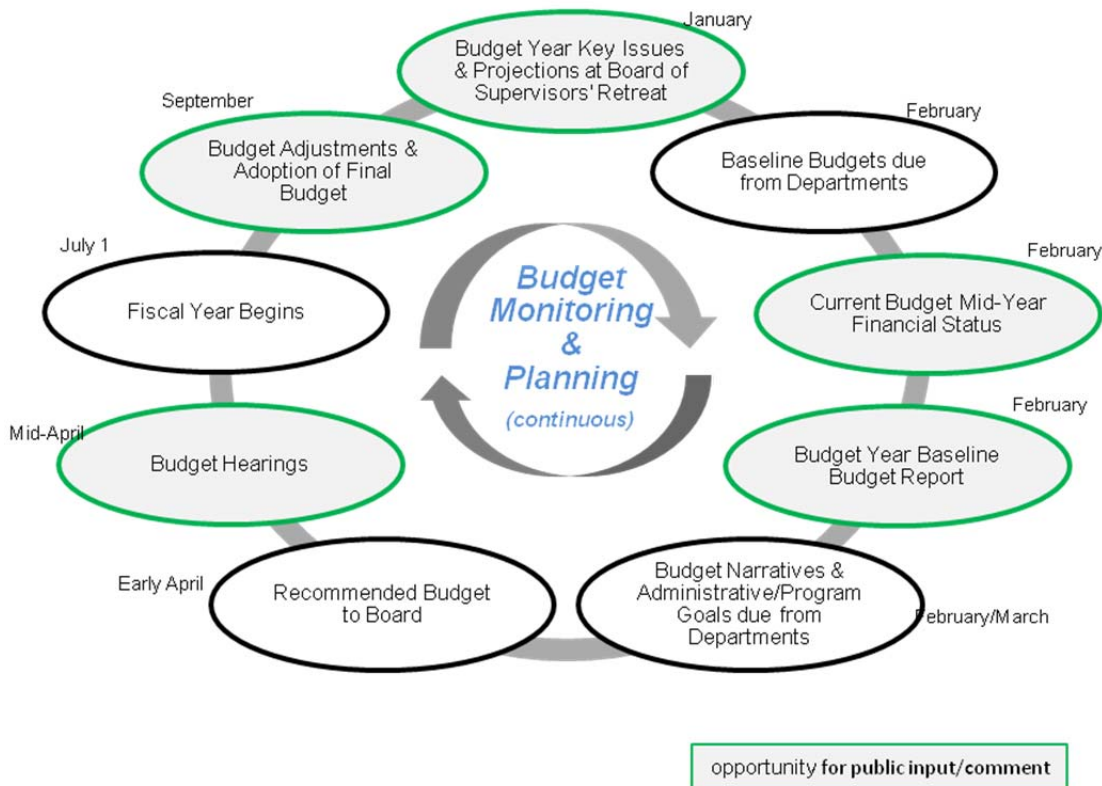 January
Budget Year Key Issues
& Projections at Board of
Supervisors' Retreat
February
Baseline Budgets due
from Departments
February
Current Budget Mid-Year
Financial Status
February
Budget Year Baseline
Budget Report
February/March
Budget Narratives &
Administrative/Program
Goals due from
Departments
Early April
Recommended Budget
to Board
Mid-April
Budget Hearings
July 1
Fiscal Year Begins
September
Budget Adjustments &
Adoption of Final
Budget
Budget
Monitoring
&
Planning
(continuous)
opportunity for public input/comment